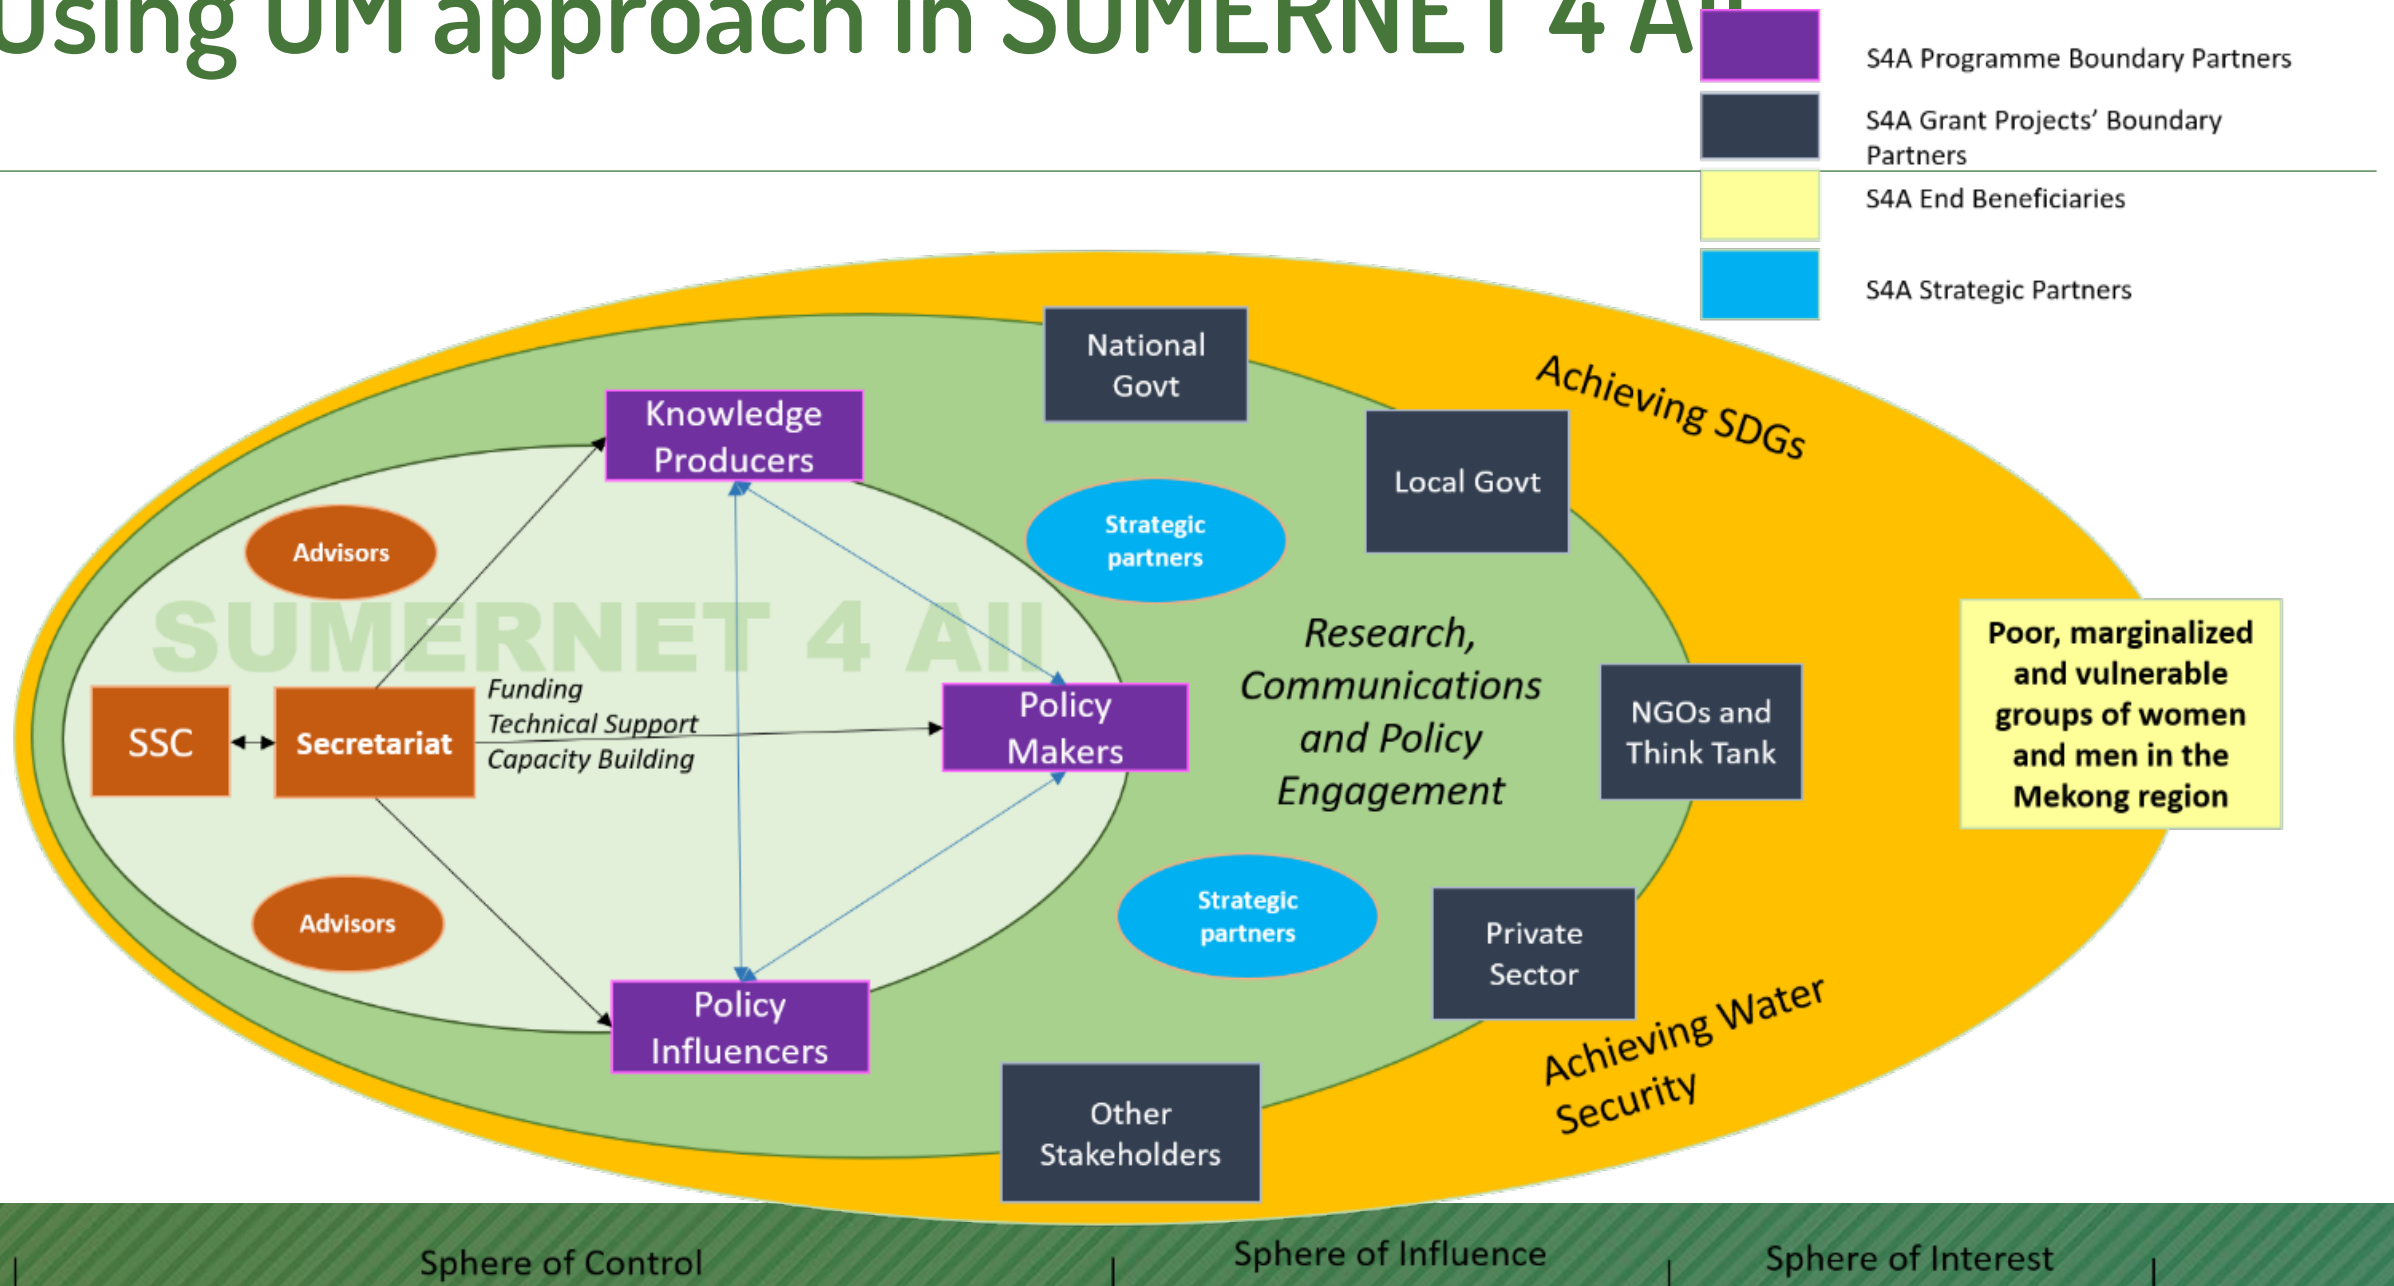 Using OM approach in SUMERNET 4 All
S4A Programme Boundary Partners
S4A Grant Projects’ Boundary
Partners
S4A End Beneficiaries
S4A Strategic Partners
National
Govt
Achieving SDGs
Knowledge
Producers
Local Govt
Advisors
Strategic
partners
SUMERNET 4 All
Research,
Communications
and Policy
Engagement
Poor, marginalized
and vulnerable
groups of women
and men in the
Mekong region
SSC
Secretariat
Funding
Technical Support
Capacity Building
Policy
Makers
NGOs and
Think Tank
Advisors
Strategic
partners
Private
Sector
Policy
Influencers
Achieving Water
Security
Other
Stakeholders
Sphere of Control
Sphere of Influence
Sphere of Interest